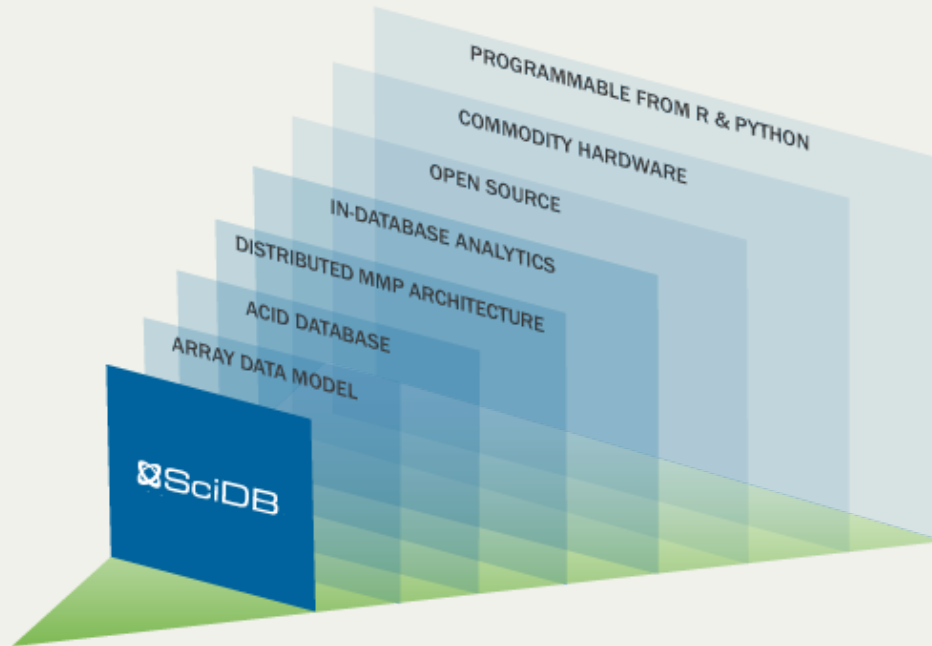 PROGRAMMABLE FROM R & PYTHON
COMMODITY HARDWARE
OPEN SOURCE
IN-DATABASE ANALYTICS
DISTRIBUTED MMP ARCHITECTURE
ACID DATABASE
ARRAY DATA MODEL
SciDB